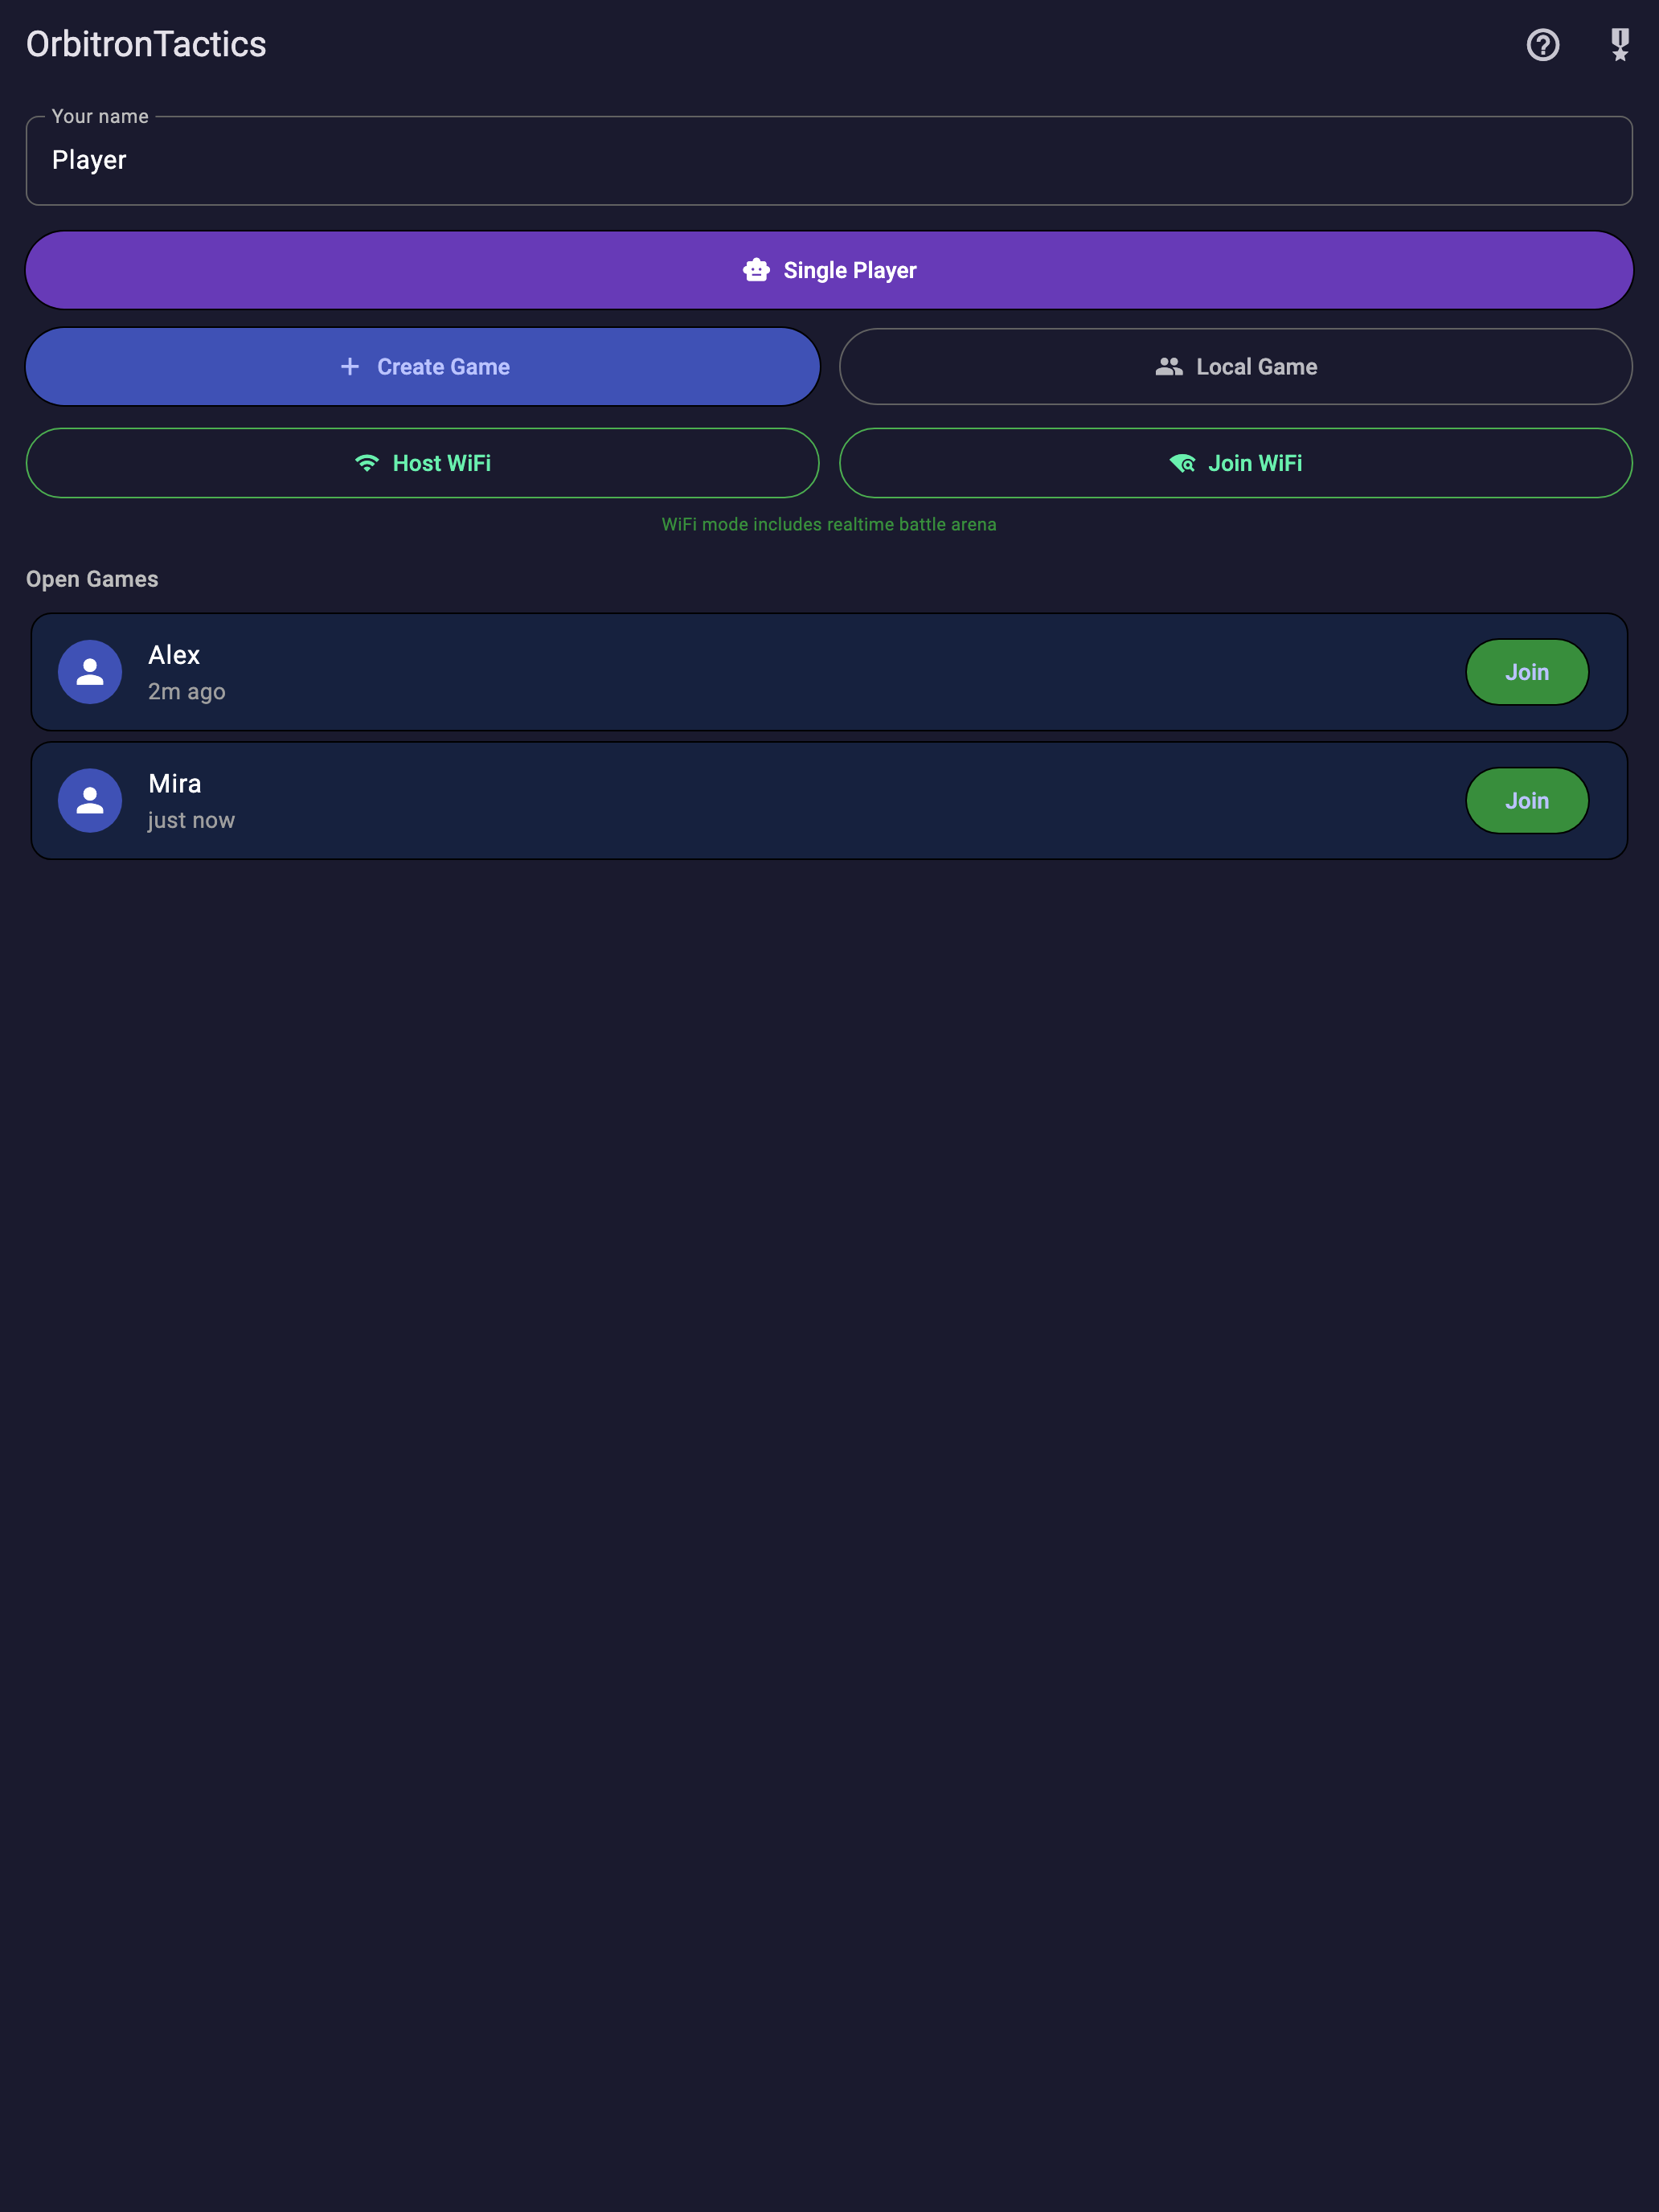 OrbitronTactics
Your name
Player
Single Player
Create Game
Local Game
Host WiFi
Join WiFi
WiFi mode includes realtime battle arena
Open Games
Alex
2m ago
Join
Mira
just now
Join